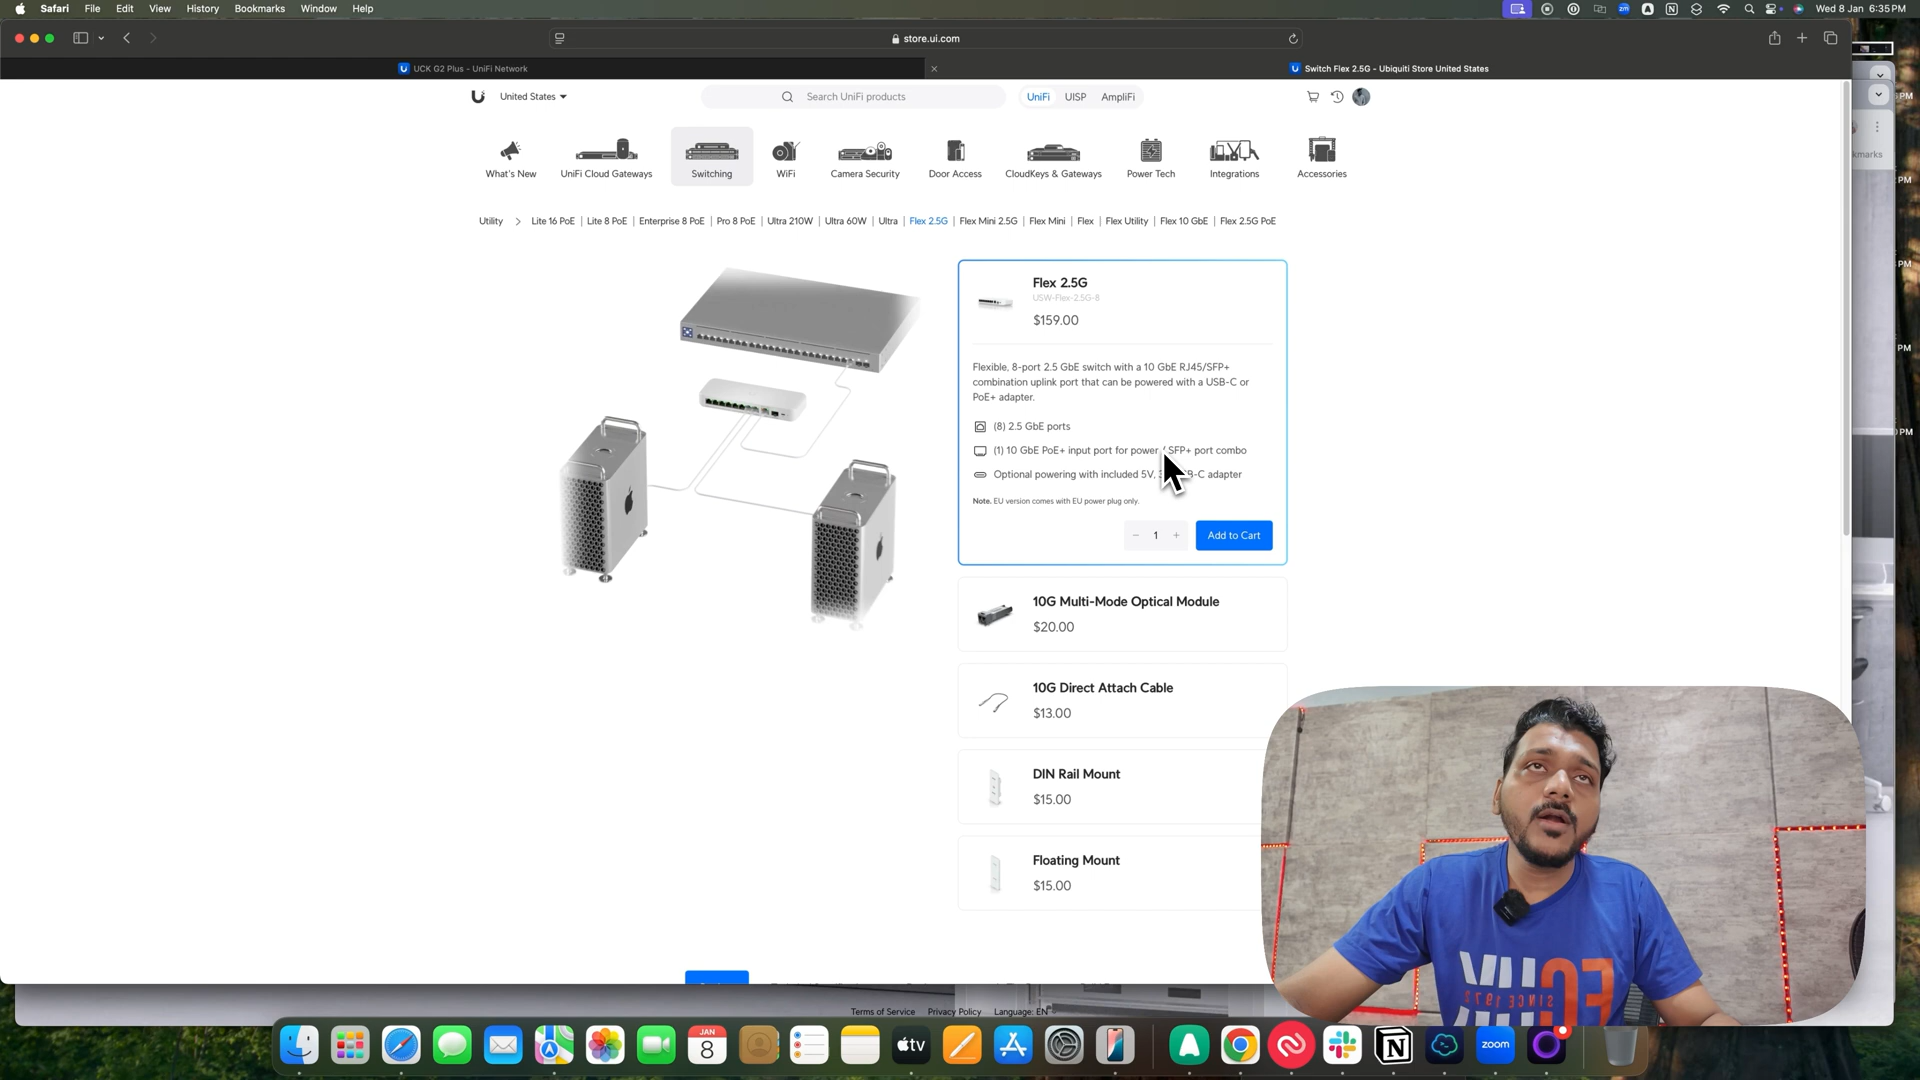 Safari File Edit View History Bookmarks Window Help
Wed 8 Jan 6:35PM
store.ui.com
UCK G2 Plus - UniFi Network
Switch Flex 2.5G - Ubiquiti Store United States
United States
Search UniFi products
UniFi UISP AmpliFi
What's New
UniFi Cloud Gateways
Switching
WiFi
Camera Security
Door Access
CloudKeys & Gateways
Power Tech
Integrations
Accessories
Utility > Lite 16 PoE | Lite 8 PoE | Enterprise 8 PoE | Pro 8 PoE | Ultra 210W | Ultra 60W | Ultra | Flex 2.5G | Flex Mini 2.5G | Flex Mini | Flex | Flex Utility | Flex 10 GbE | Flex 2.5G PoE
Flex 2.5G
USW-Flex-2.5G-8
$159.00
Flexible, 8-port 2.5 GbE switch with a 10 GbE RJ45/SFP+
combination uplink port that can be powered with a USB-C or
PoE+ adapter.
(8) 2.5 GbE ports
(1) 10 GbE PoE+ input port for power / SFP+ port combo
Optional powering with included 5V, adapter
Note. EU version comes with EU power plug only.
− 1 +
Add to Cart
10G Multi-Mode Optical Module
$20.00
10G Direct Attach Cable
$13.00
DIN Rail Mount
$15.00
Floating Mount
$15.00
Terms of Service Privacy Policy Language: EN
PM
kmarks
PM
PM
PM
PM
SINCE 1972
JAN
8
tv
zoom